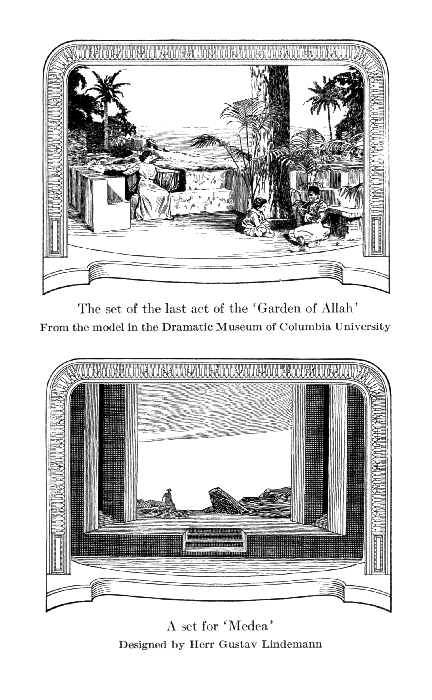 The set of the last act of the ‘Garden of Allah’
From the model in the Dramatic Museum of Columbia University
A set for ‘Medea’
Designed by Herr Gustav Lindemann